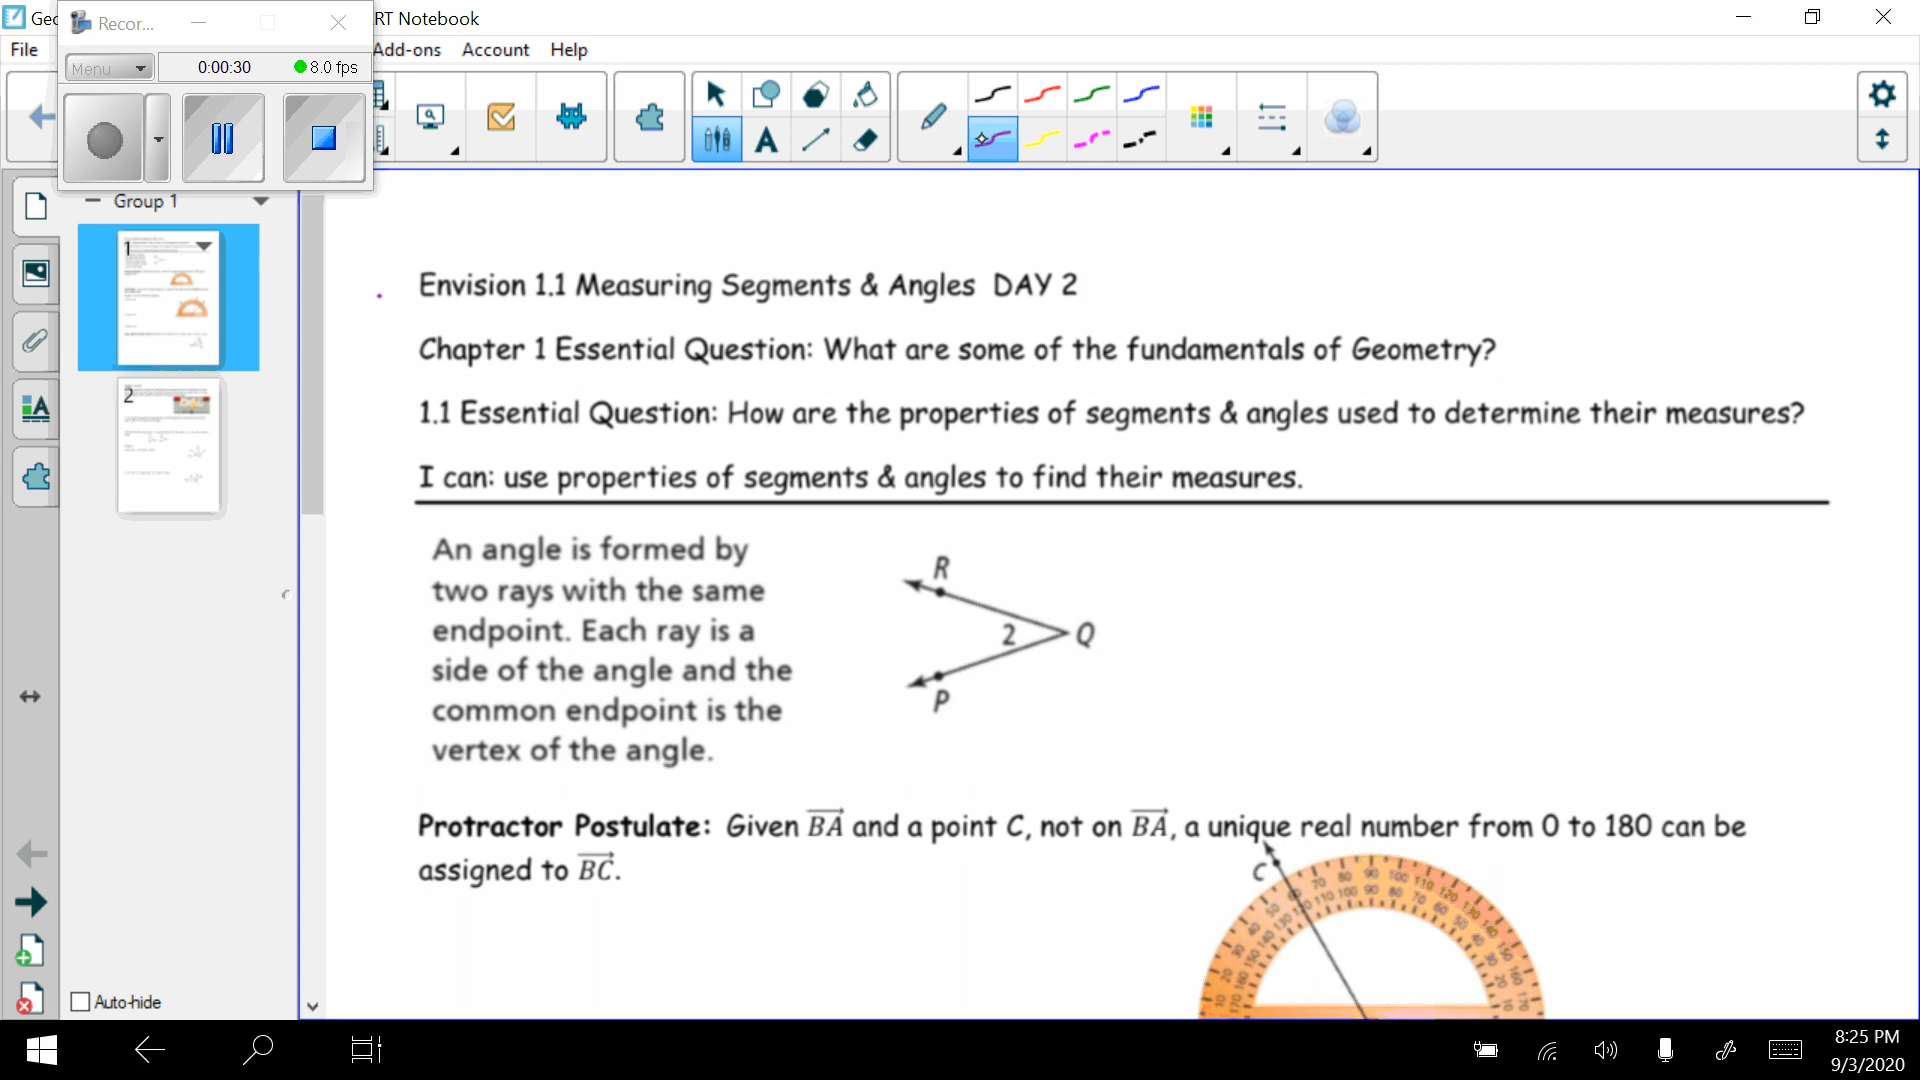 Geo
RT Notebook
Recor...
File
Add-ons
Account
Help
Menu
0:00:30
8.0 fps
Group 1
1
2
Auto-hide
Envision 1.1 Measuring Segments & Angles DAY 2
Chapter 1 Essential Question: What are some of the fundamentals of Geometry?
1.1 Essential Question: How are the properties of segments & angles used to determine their measures?
I can: use properties of segments & angles to find their measures.
An angle is formed by
two rays with the same
endpoint. Each ray is a
side of the angle and the
common endpoint is the
vertex of the angle.
R
2
Q
P
Protractor Postulate: Given BA and a point C, not on BA, a unique real number from 0 to 180 can be
assigned to BC.
C
8:25 PM
9/3/2020